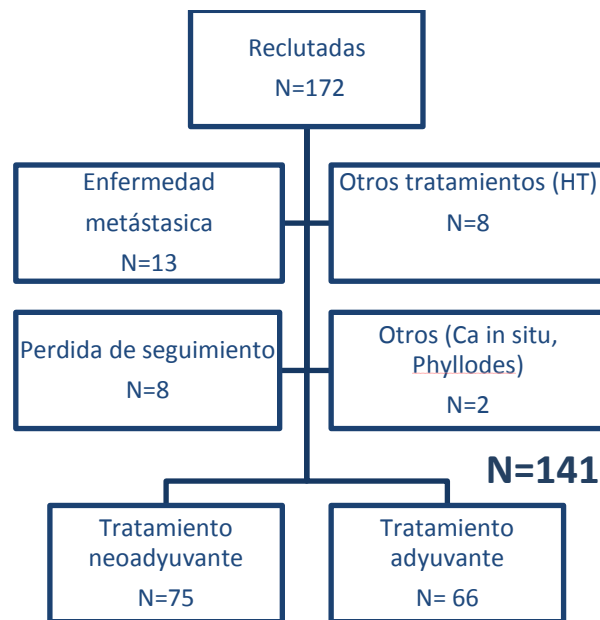 Reclutadas
N=172
Enfermedad
metástasica
N=13
Otros tratamientos (HT)
N=8
Perdida de seguimiento
N=8
Otros (Ca in situ,
Phyllodes)
N=2
N=141
Tratamiento
neoadyuvante
N=75
Tratamiento
adyuvante
N= 66